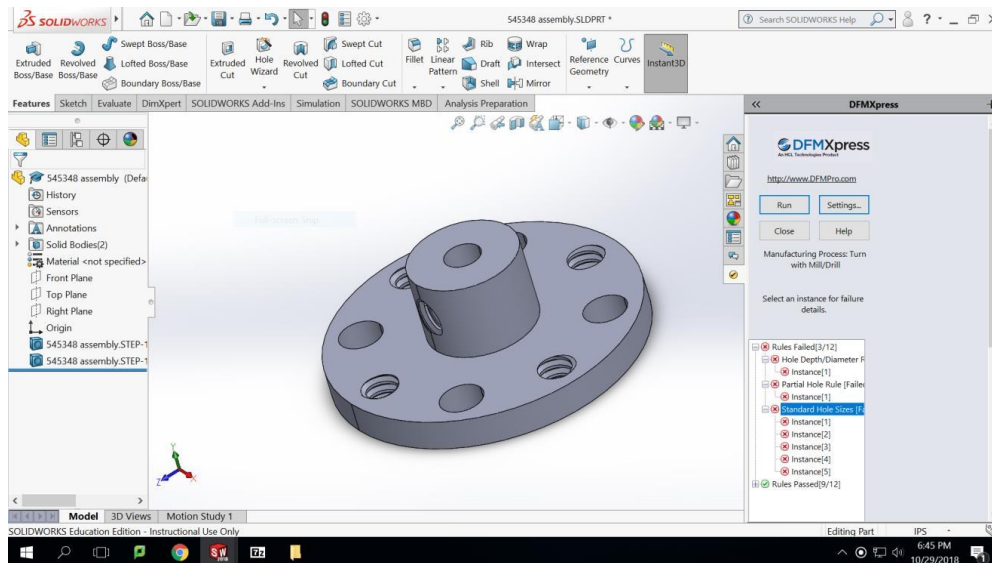 SOLIDWORKS
545348 assembly.SLDPRT *
Search SOLIDWORKS Help
Extruded Boss/Base
Revolved Boss/Base
Swept Boss/Base
Lofted Boss/Base
Boundary Boss/Base
Extruded Cut
Hole Wizard
Revolved Cut
Swept Cut
Lofted Cut
Boundary Cut
Fillet
Linear Pattern
Rib
Draft
Shell
Wrap
Intersect
Mirror
Reference Geometry
Curves
Instant3D
Features
Sketch
Evaluate
DimXpert
SOLIDWORKS Add-Ins
Simulation
SOLIDWORKS MBD
Analysis Preparation
545348 assembly (Defa
History
Sensors
Annotations
Solid Bodies(2)
Material <not specified>
Front Plane
Top Plane
Right Plane
Origin
545348 assembly.STEP-1
545348 assembly.STEP-1
Y
Z
X
DFMXpress
DFMXpress
An HCL Technologies Product
http://www.DFMPro.com
Run
Settings...
Close
Help
Manufacturing Process: Turn
with Mill/Drill
Select an instance for failure
details.
Rules Failed[3/12]
Hole Depth/Diameter R
Instance[1]
Partial Hole Rule [Failed
Instance[1]
Standard Hole Sizes [Fa
Instance[1]
Instance[2]
Instance[3]
Instance[4]
Instance[5]
Rules Passed[9/12]
Model
3D Views
Motion Study 1
SOLIDWORKS Education Edition - Instructional Use Only
Editing Part
IPS
SW
2018
6:45 PM
10/29/2018
1